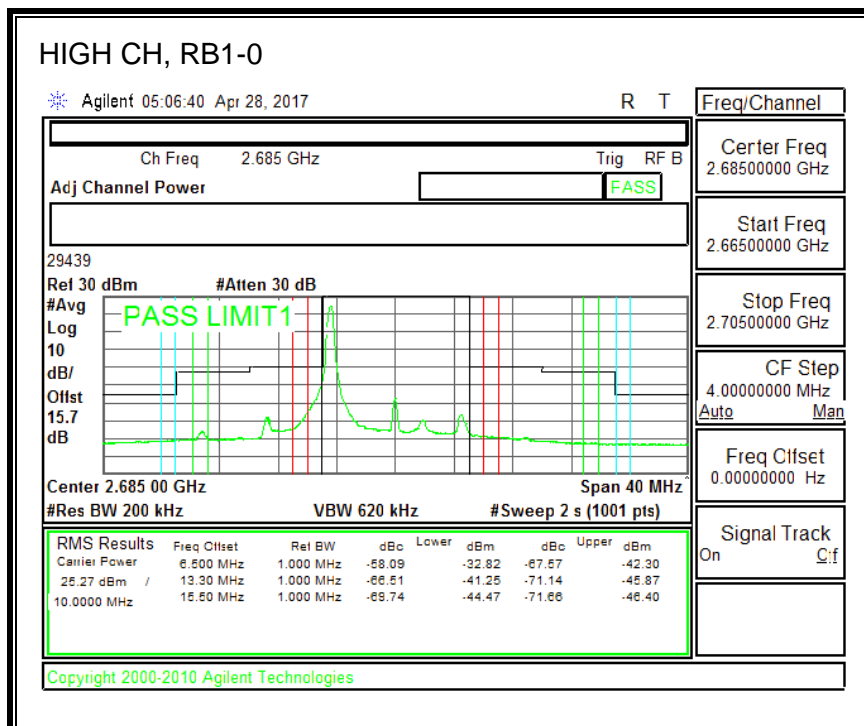 HIGH CH, RB1-0
Agilent 05:06:40 Apr 28, 2017 R T
Freq/Channel
Ch Freq 2.685 GHz Trig RF B
Adj Channel Power PASS
Center Freq
2.68500000 GHz
Start Freq
2.66500000 GHz
Stop Freq
2.70500000 GHz
CF Step
4.00000000 MHz
Auto Man
Freq Offset
0.00000000 Hz
Signal Track
On Off
29439
Ref 30 dBm #Atten 30 dB
#Avg
Log
10
dB/
Offst
15.7
dB
PASS LIMIT1
Center 2.685 00 GHz Span 40 MHz
#Res BW 200 kHz VBW 620 kHz #Sweep 2 s (1001 pts)
RMS Results Freq Offset Ref BW dBc Lower dBm dBc Upper dBm
Carrier Power 6.500 MHz 1.000 MHz -58.09 -32.82 -67.57 -42.30
25.27 dBm / 13.30 MHz 1.000 MHz -66.51 -41.25 -71.14 -45.87
10.0000 MHz 15.50 MHz 1.000 MHz -69.74 -44.47 -71.66 -46.40
Copyright 2000-2010 Agilent Technologies